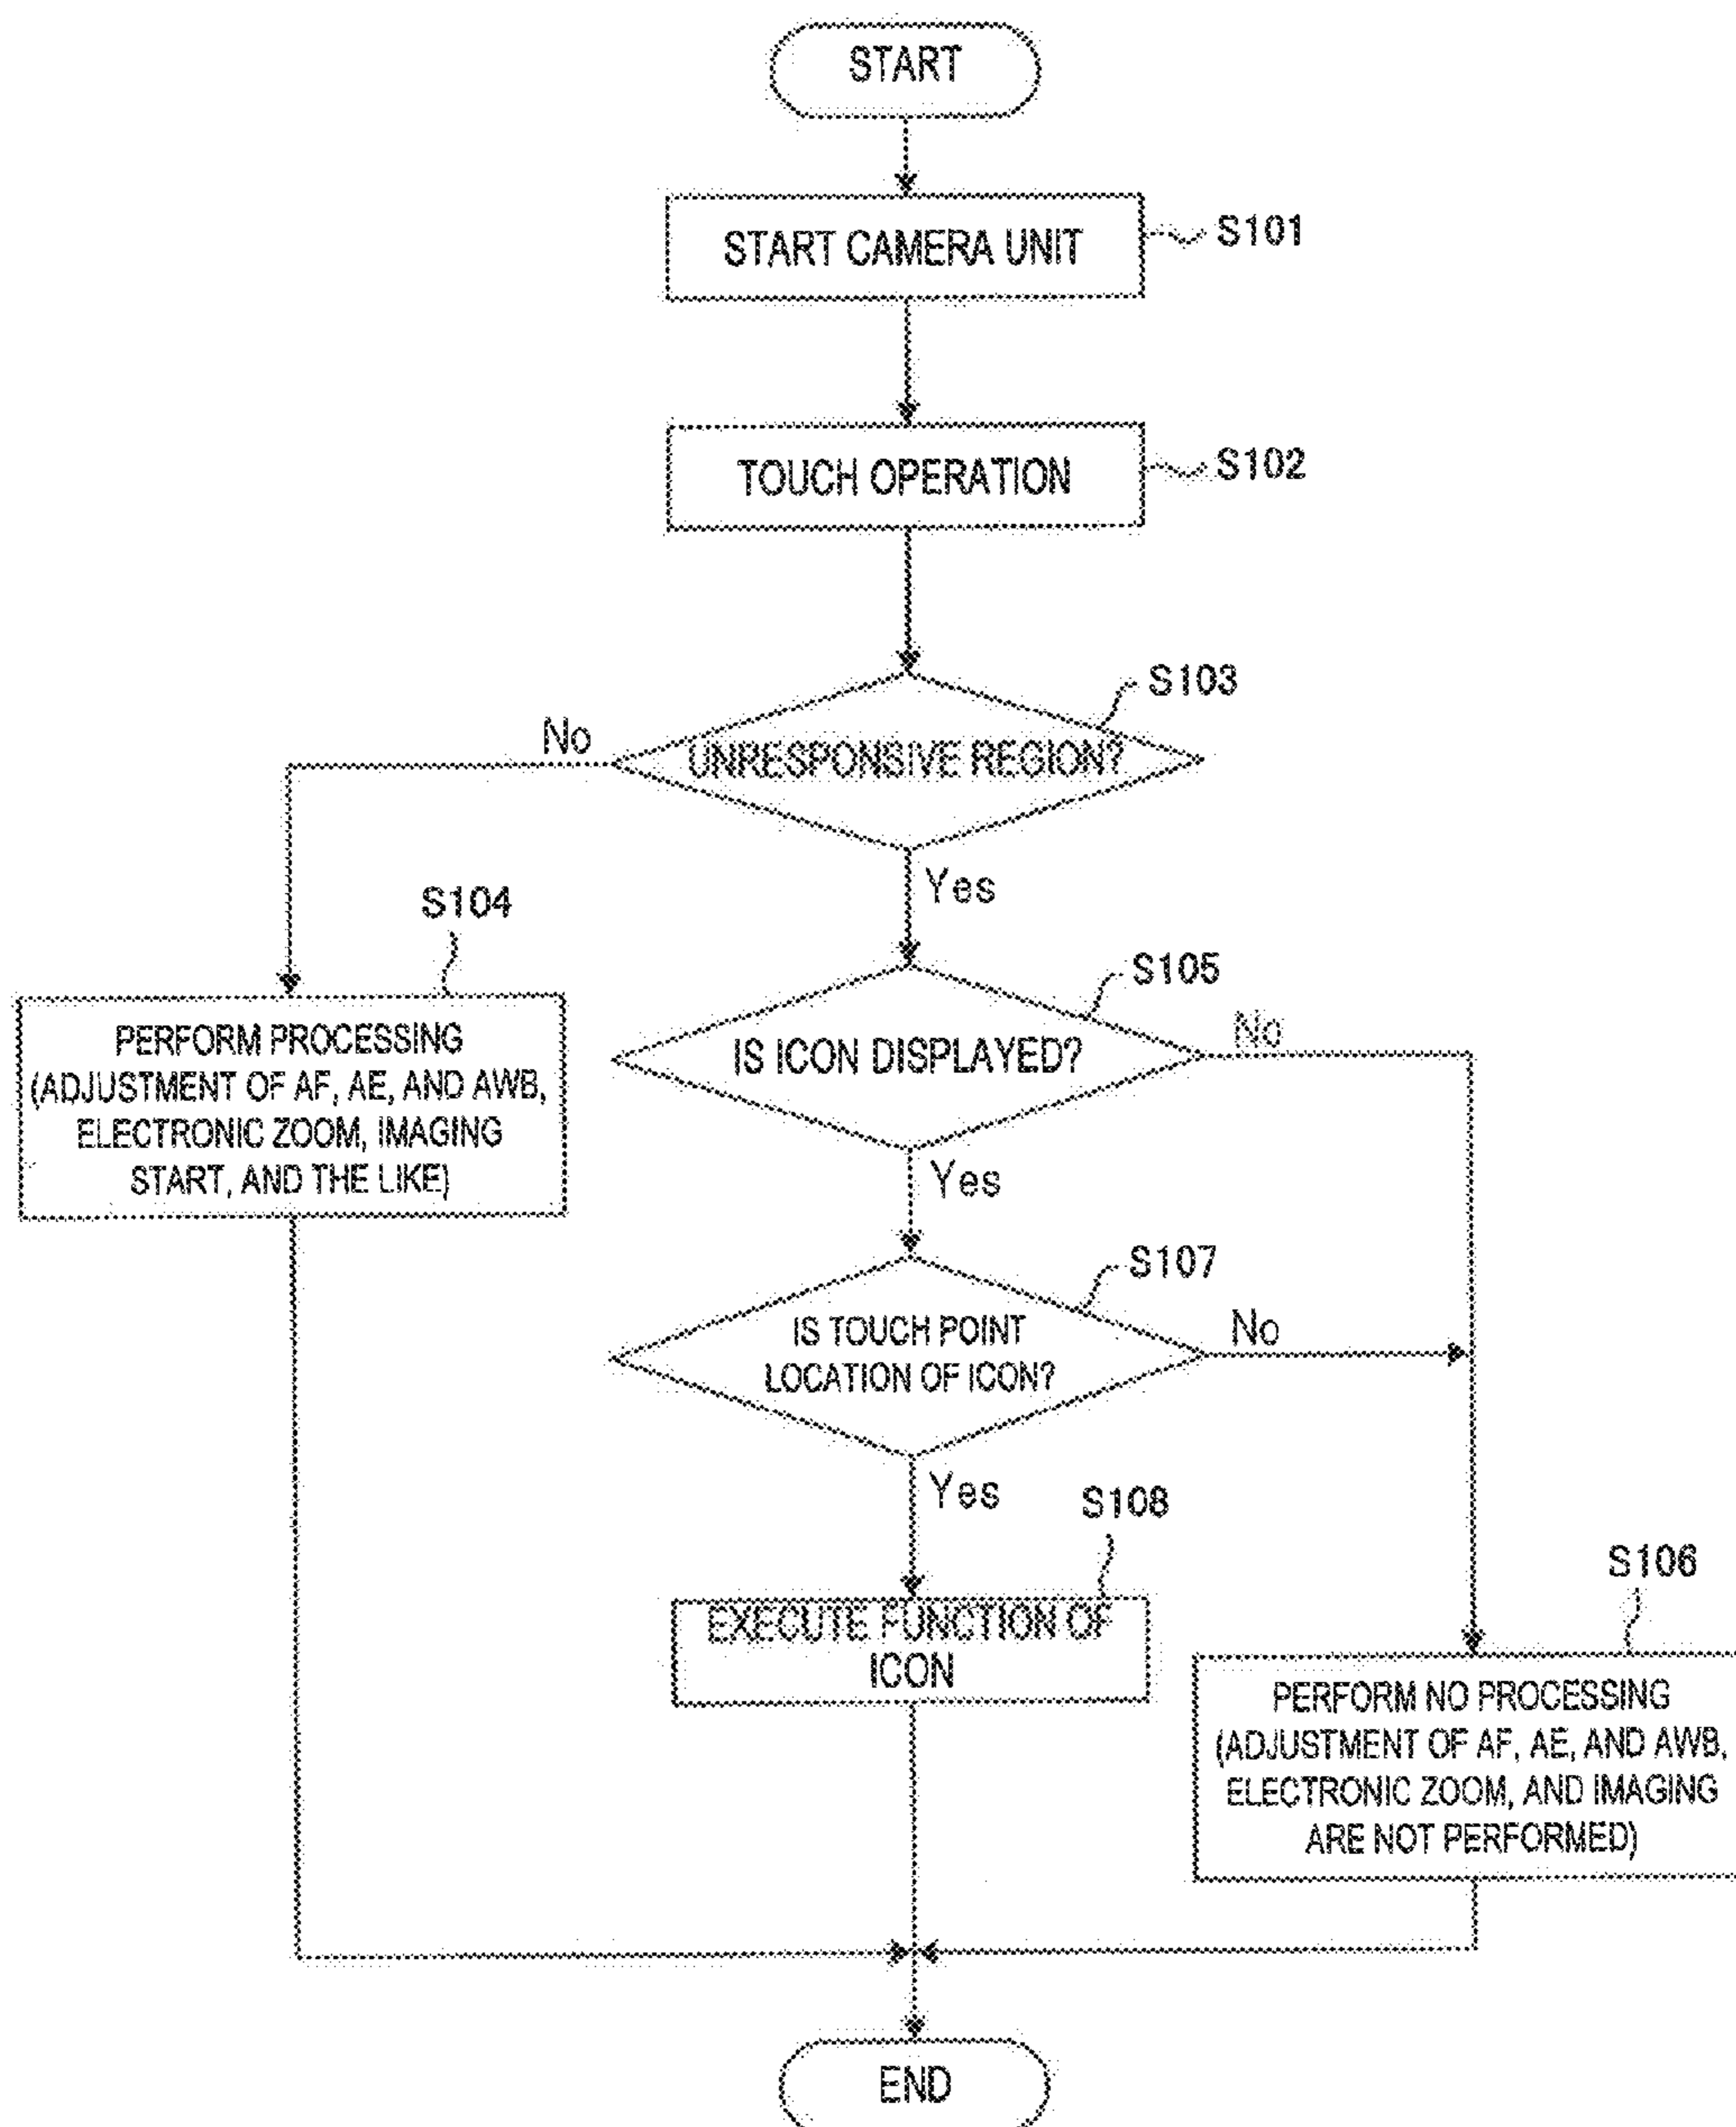 START
START CAMERA UNIT
S101
TOUCH OPERATION
S102
S103
UNRESPONSIVE REGION?
No
Yes
S104
PERFORM PROCESSING
(ADJUSTMENT OF AF, AE, AND AWB,
ELECTRONIC ZOOM, IMAGING
START, AND THE LIKE)
S105
IS ICON DISPLAYED?
No
Yes
S107
IS TOUCH POINT
LOCATION OF ICON?
No
Yes
S108
EXECUTE FUNCTION OF
ICON
S106
PERFORM NO PROCESSING
(ADJUSTMENT OF AF, AE, AND AWB,
ELECTRONIC ZOOM, AND IMAGING
ARE NOT PERFORMED)
END